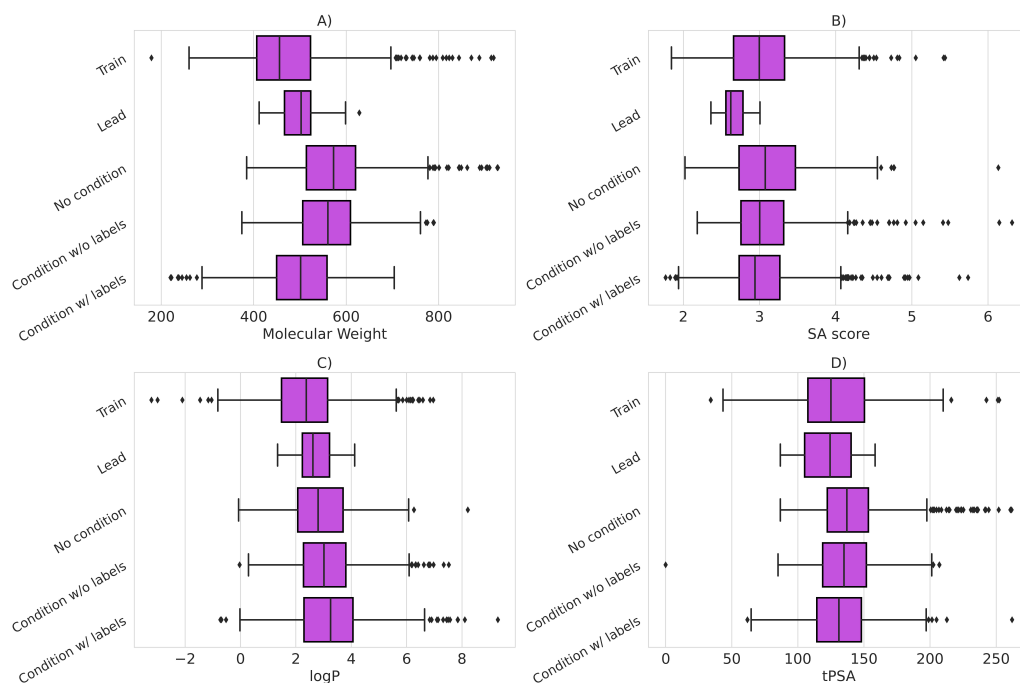 A)
Train
Lead
No condition
Condition w/o labels
Condition w/ labels
200 400 600 800
Molecular Weight
B)
Train
Lead
No condition
Condition w/o labels
Condition w/ labels
2 3 4 5 6
SA score
C)
Train
Lead
No condition
Condition w/o labels
Condition w/ labels
−2 0 2 4 6 8
logP
D)
Train
Lead
No condition
Condition w/o labels
Condition w/ labels
0 50 100 150 200 250
tPSA